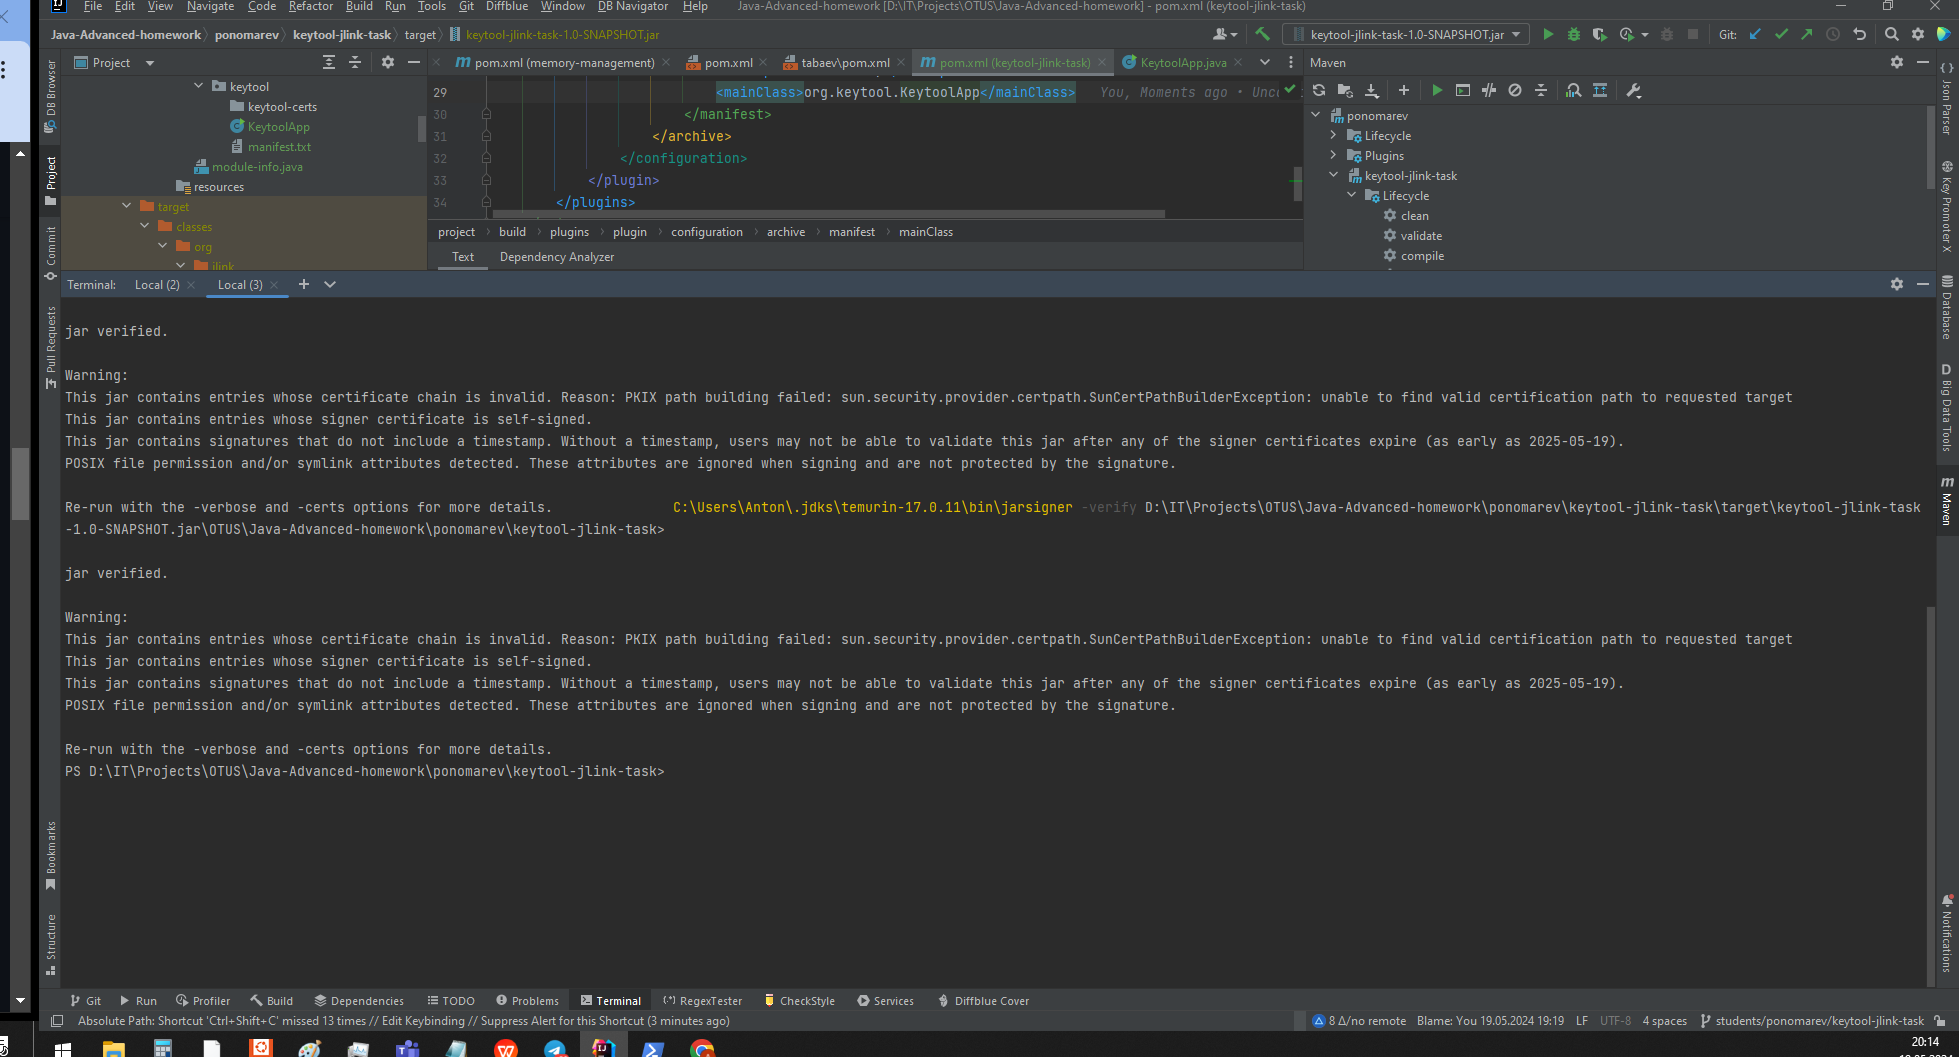 File Edit View Navigate Code Refactor Build Run Tools Git Diffblue Window DB Navigator Help Java-Advanced-homework [D:\IT\Projects\OTUS\Java-Advanced-homework] - pom.xml (keytool-jlink-task)
Java-Advanced-homework ponomarev keytool-jlink-task target keytool-jlink-task-1.0-SNAPSHOT.jar keytool-jlink-task-1.0-SNAPSHOT.jar Git:
Project pom.xml (memory-management) pom.xml tabaev\pom.xml pom.xml (keytool-jlink-task) KeytoolApp.java Maven
keytool
keytool-certs
KeytoolApp
manifest.txt
module-info.java
resources
target
classes
org
jlink
29 <mainClass>org.keytool.KeytoolApp</mainClass> You, Moments ago • Unc
30 </manifest>
31 </archive>
32 </configuration>
33 </plugin>
34 </plugins>
project build plugins plugin configuration archive manifest mainClass
Text Dependency Analyzer
ponomarev
Lifecycle
Plugins
keytool-jlink-task
Lifecycle
clean
validate
compile
Terminal: Local (2) Local (3)
jar verified.
Warning:
This jar contains entries whose certificate chain is invalid. Reason: PKIX path building failed: sun.security.provider.certpath.SunCertPathBuilderException: unable to find valid certification path to requested target
This jar contains entries whose signer certificate is self-signed.
This jar contains signatures that do not include a timestamp. Without a timestamp, users may not be able to validate this jar after any of the signer certificates expire (as early as 2025-05-19).
POSIX file permission and/or symlink attributes detected. These attributes are ignored when signing and are not protected by the signature.
Re-run with the -verbose and -certs options for more details. C:\Users\Anton\.jdks\temurin-17.0.11\bin\jarsigner -verify D:\IT\Projects\OTUS\Java-Advanced-homework\ponomarev\keytool-jlink-task\target\keytool-jlink-task
-1.0-SNAPSHOT.jar\OTUS\Java-Advanced-homework\ponomarev\keytool-jlink-task>
jar verified.
Warning:
This jar contains entries whose certificate chain is invalid. Reason: PKIX path building failed: sun.security.provider.certpath.SunCertPathBuilderException: unable to find valid certification path to requested target
This jar contains entries whose signer certificate is self-signed.
This jar contains signatures that do not include a timestamp. Without a timestamp, users may not be able to validate this jar after any of the signer certificates expire (as early as 2025-05-19).
POSIX file permission and/or symlink attributes detected. These attributes are ignored when signing and are not protected by the signature.
Re-run with the -verbose and -certs options for more details.
PS D:\IT\Projects\OTUS\Java-Advanced-homework\ponomarev\keytool-jlink-task>
DB Browser
Project
Commit
Pull Requests
Bookmarks
Structure
Json Parser
Key Promoter X
Database
Big Data Tools
Maven
Notifications
Git Run Profiler Build Dependencies TODO Problems Terminal RegexTester CheckStyle Services Diffblue Cover
Absolute Path: Shortcut 'Ctrl+Shift+C' missed 13 times // Edit Keybinding // Suppress Alert for this Shortcut (3 minutes ago) 8 Δ/no remote Blame: You 19.05.2024 19:19 LF UTF-8 4 spaces students/ponomarev/keytool-jlink-task
20:14